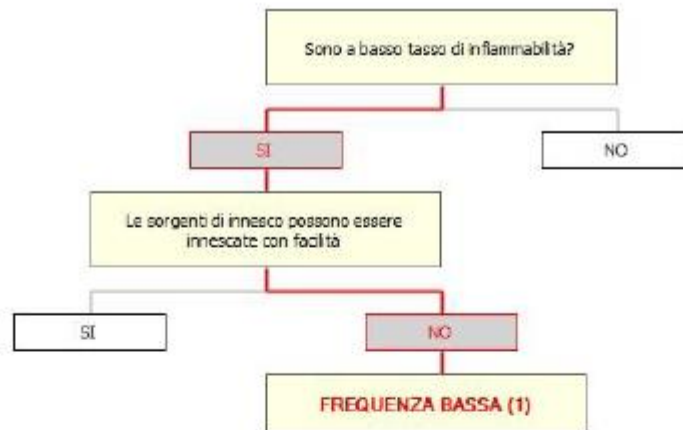 Sono a basso tasso di infiammabilità?
SI
NO
Le sorgenti di innesco possono essere
innescate con facilità
SI
NO
FREQUENZA BASSA (1)